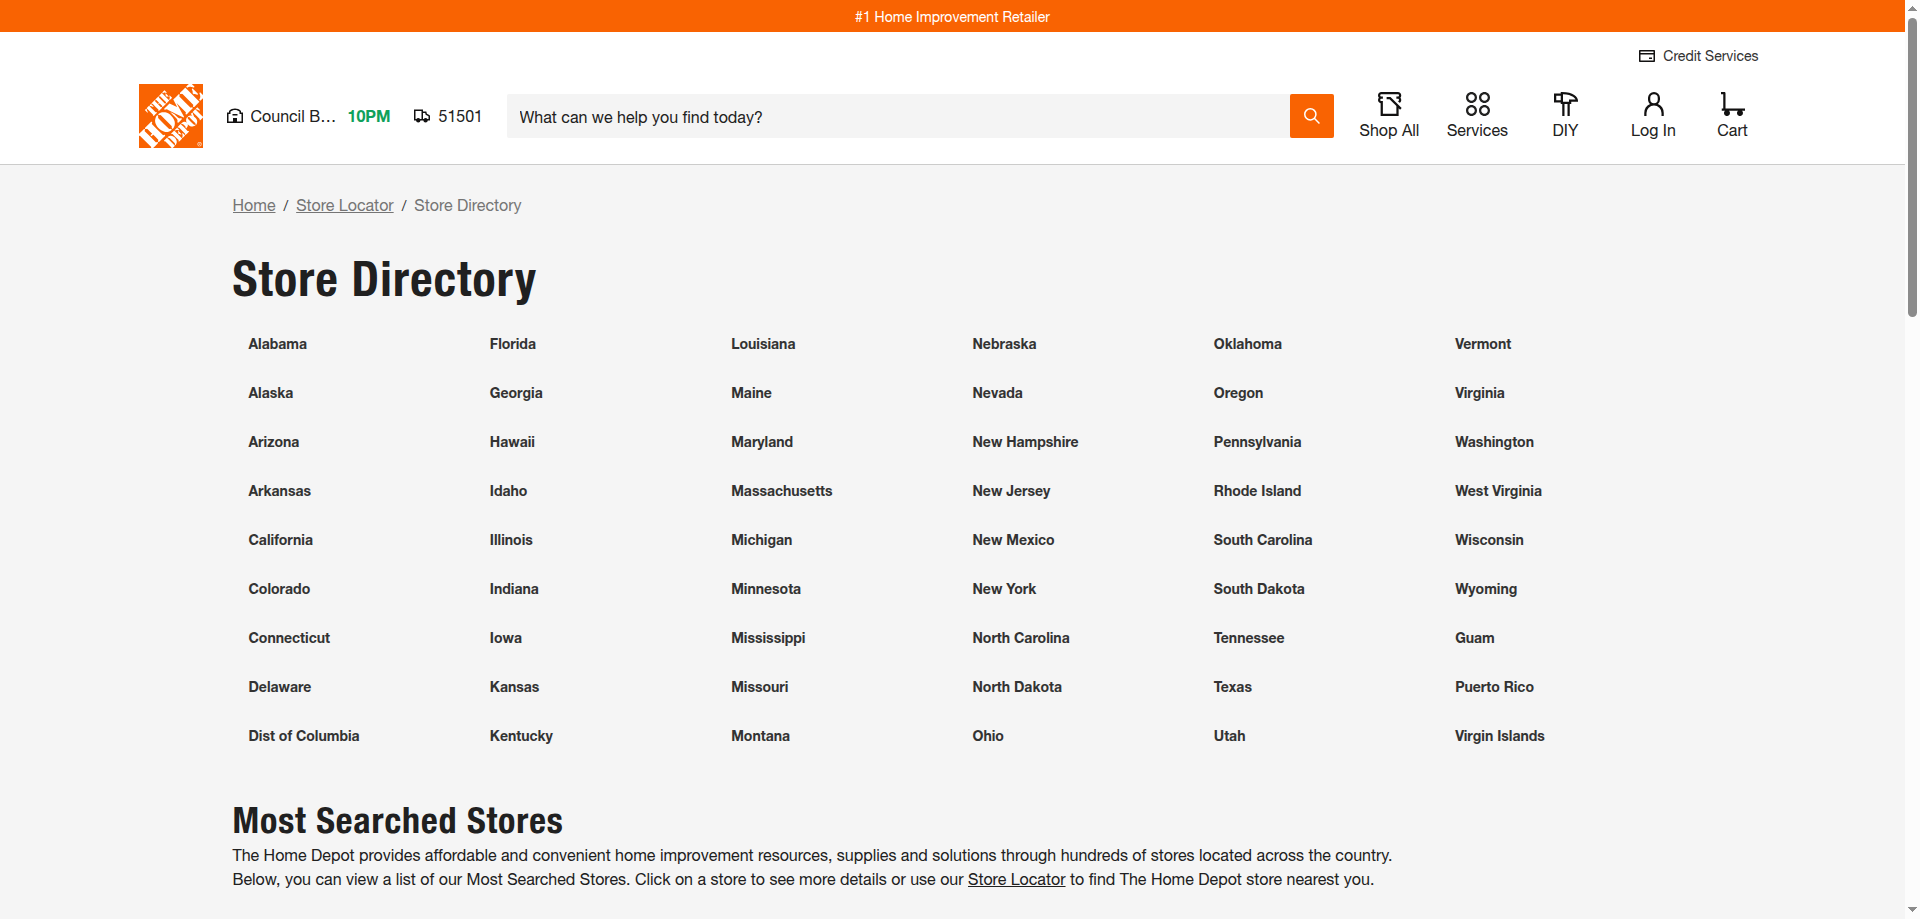 #1 Home Improvement Retailer
Credit Services
THE HOME DEPOT
Council B... 10PM 51501 What can we help you find today? Shop All Services DIY Log In Cart
Home / Store Locator / Store Directory
Store Directory
Alabama Florida Louisiana Nebraska Oklahoma Vermont
Alaska Georgia Maine Nevada Oregon Virginia
Arizona Hawaii Maryland New Hampshire Pennsylvania Washington
Arkansas Idaho Massachusetts New Jersey Rhode Island West Virginia
California Illinois Michigan New Mexico South Carolina Wisconsin
Colorado Indiana Minnesota New York South Dakota Wyoming
Connecticut Iowa Mississippi North Carolina Tennessee Guam
Delaware Kansas Missouri North Dakota Texas Puerto Rico
Dist of Columbia Kentucky Montana Ohio Utah Virgin Islands
Most Searched Stores
The Home Depot provides affordable and convenient home improvement resources, supplies and solutions through hundreds of stores located across the country.
Below, you can view a list of our Most Searched Stores. Click on a store to see more details or use our Store Locator to find The Home Depot store nearest you.